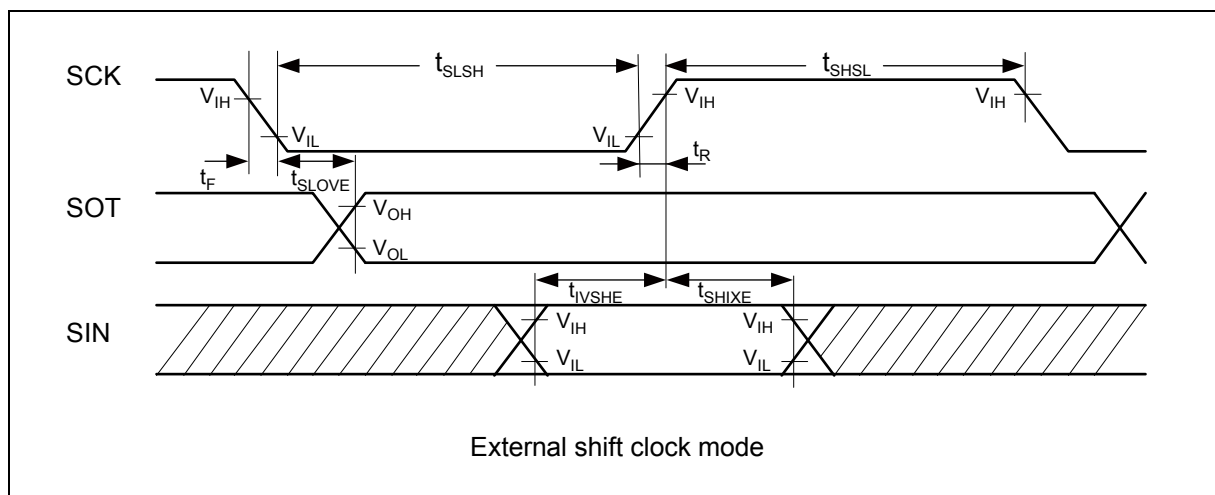 SCK
tSLSH
tSHSL
VIH
VIL
VIL
VIH
VIH
tF
tSLOVE
tR
SOT
VOH
VOL
tIVSHE
tSHIXE
SIN
VIH
VIL
VIH
VIL
External shift clock mode